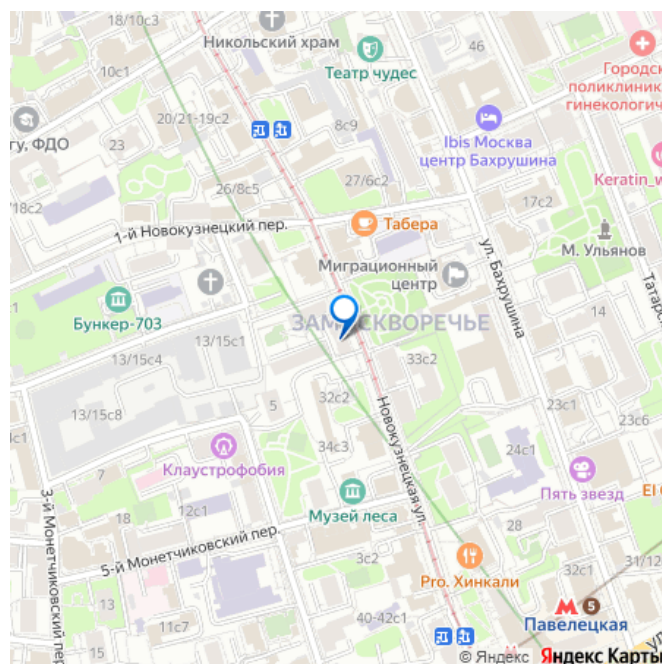 18/10с3
Никольский храм
46
Театр чудес
Городск
поликлиник
гинекологич
10с1
20/21-19с2
8с9
гу, ФДО
23
Ibis Москва
центр Бахрушина
26/8с5
27/6с2
Keratin_w
/18с2
17с2
1-й Новокузнецкий пер.
Табера
ул. Бахрушина
М. Ульянов
Миграционный
центр
Татарс
Бункер-703
ЗАМОСКВОРЕЧЬЕ
14
13/15с1
13/15с4
33с2
13/15с8
5
32с2
Новокузнецкая ул.
23с1
23с6
с1
34с3
24с1
Клаустрофобия
7
Пять звезд
3-й Монетчиковский пер.
12с1
Музей леса
18
28
5-й Монетчиковский пер.
3с2
Pro. Хинкали
31/12
32с1
13
5
Павелецкая
40-42с1
11с7
15
© Яндекс Яндекс Карты